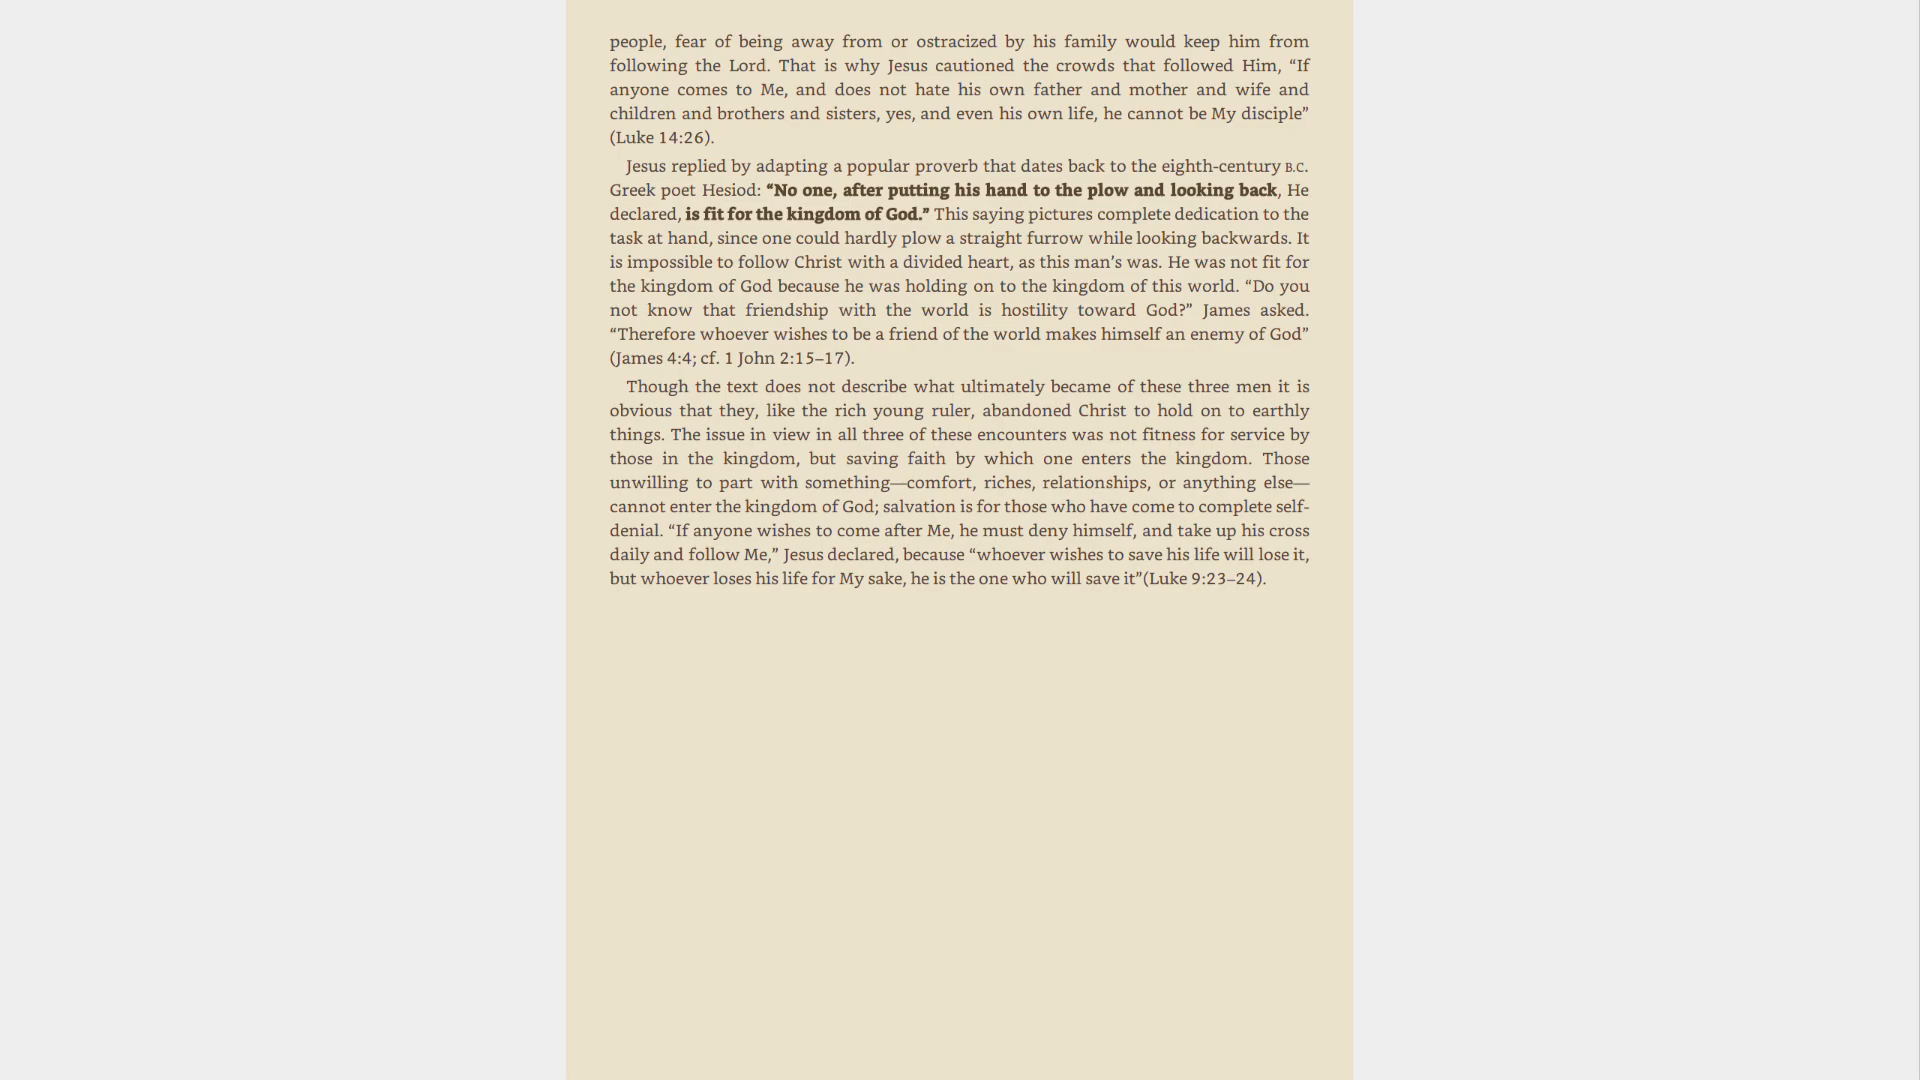 people, fear of being away from or ostracized by his family would keep him from
following the Lord. That is why Jesus cautioned the crowds that followed Him, “If
anyone comes to Me, and does not hate his own father and mother and wife and
children and brothers and sisters, yes, and even his own life, he cannot be My disciple”
(Luke 14:26).
Jesus replied by adapting a popular proverb that dates back to the eighth-century B.C.
Greek poet Hesiod: “No one, after putting his hand to the plow and looking back, He
declared, is fit for the kingdom of God.” This saying pictures complete dedication to the
task at hand, since one could hardly plow a straight furrow while looking backwards. It
is impossible to follow Christ with a divided heart, as this man’s was. He was not fit for
the kingdom of God because he was holding on to the kingdom of this world. “Do you
not know that friendship with the world is hostility toward God?” James asked.
“Therefore whoever wishes to be a friend of the world makes himself an enemy of God”
(James 4:4; cf. 1 John 2:15–17).
Though the text does not describe what ultimately became of these three men it is
obvious that they, like the rich young ruler, abandoned Christ to hold on to earthly
things. The issue in view in all three of these encounters was not fitness for service by
those in the kingdom, but saving faith by which one enters the kingdom. Those
unwilling to part with something—comfort, riches, relationships, or anything else—
cannot enter the kingdom of God; salvation is for those who have come to complete self-
denial. “If anyone wishes to come after Me, he must deny himself, and take up his cross
daily and follow Me,” Jesus declared, because “whoever wishes to save his life will lose it,
but whoever loses his life for My sake, he is the one who will save it”(Luke 9:23–24).